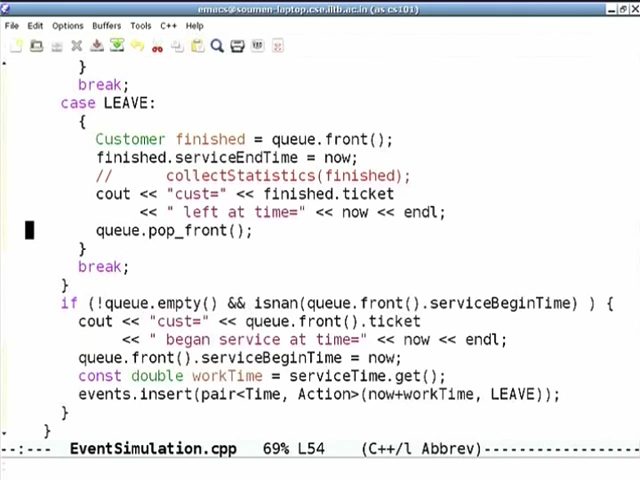 emacs@soumen-laptop.cse.iitb.ac.in (as cs101)
File Edit Options Buffers Tools C++ Help
}
break;
case LEAVE:
{
Customer finished = queue.front();
finished.serviceEndTime = now;
// collectStatistics(finished);
cout << "cust=" << finished.ticket
<< " left at time=" << now << endl;
queue.pop_front();
}
break;
}
if (!queue.empty() && isnan(queue.front().serviceBeginTime) ) {
cout << "cust=" << queue.front().ticket
<< " began service at time=" << now << endl;
queue.front().serviceBeginTime = now;
const double workTime = serviceTime.get();
events.insert(pair<Time, Action>(now+workTime, LEAVE));
}
}
--:--- EventSimulation.cpp 69% L54 (C++/l Abbrev)-----------------